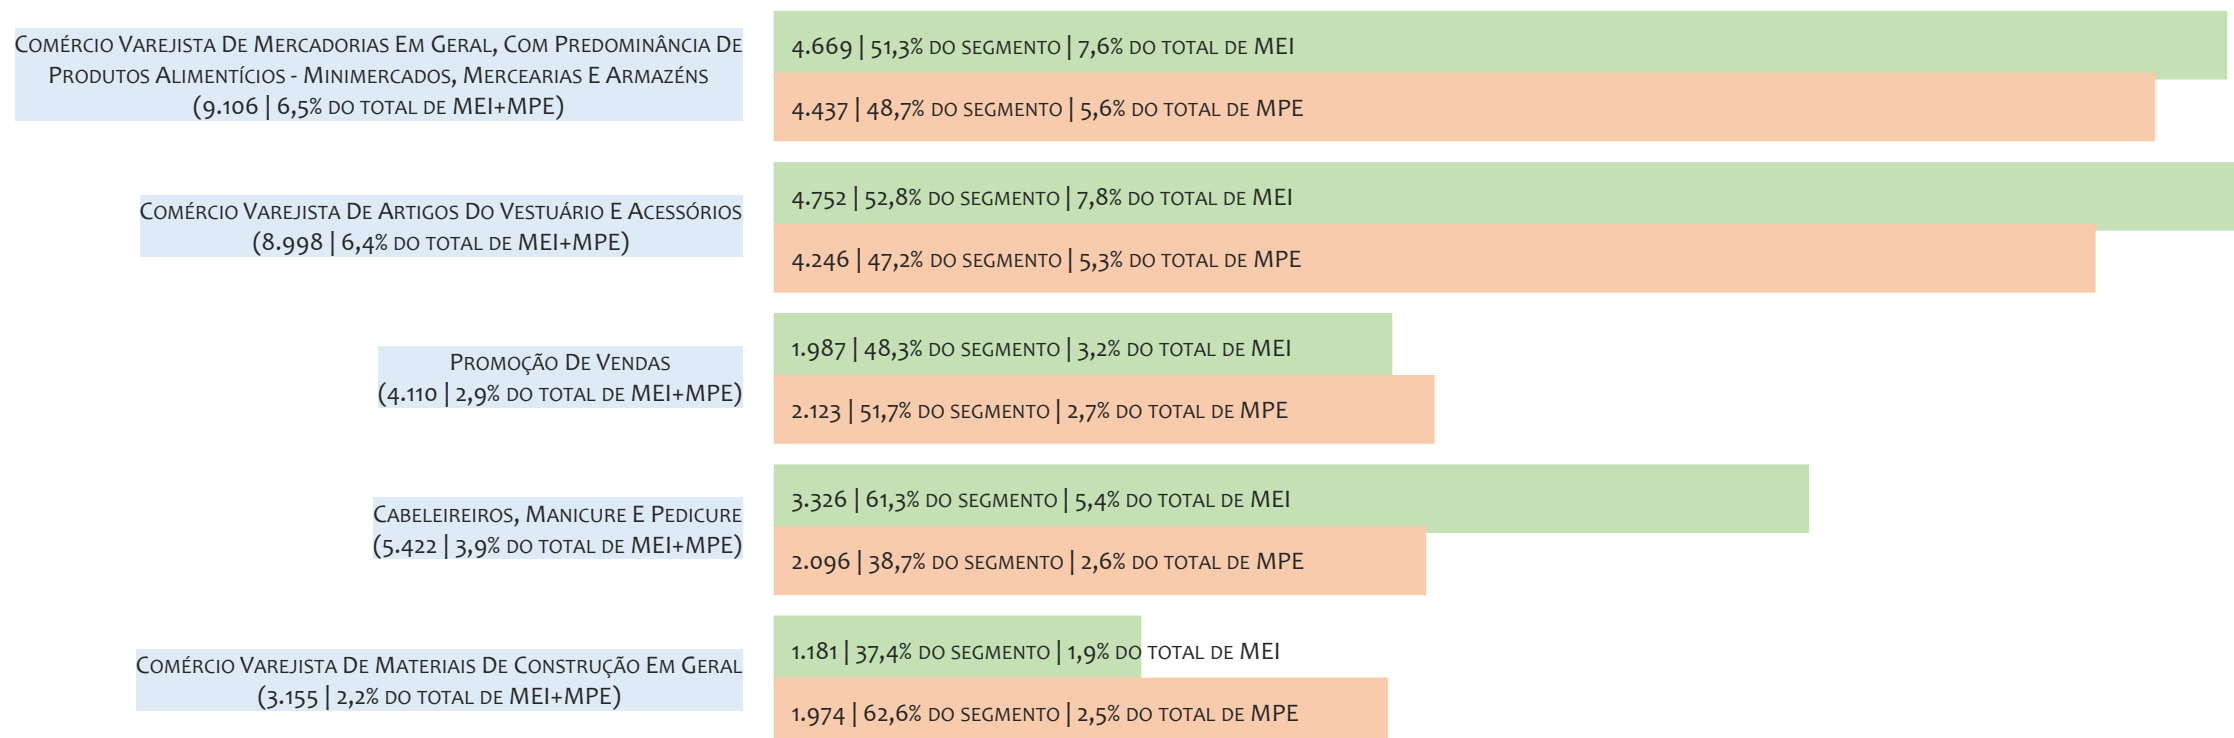 Comércio Varejista De Mercadorias Em Geral, Com Predominância De
Produtos Alimentícios - Minimercados, Mercearias E Armazéns
(9.106 | 6,5% do total de MEI+MPE)
4.669 | 51,3% do segmento | 7,6% do total de MEI
4.437 | 48,7% do segmento | 5,6% do total de MPE
Comércio Varejista De Artigos Do Vestuário E Acessórios
(8.998 | 6,4% do total de MEI+MPE)
4.752 | 52,8% do segmento | 7,8% do total de MEI
4.246 | 47,2% do segmento | 5,3% do total de MPE
Promoção De Vendas
(4.110 | 2,9% do total de MEI+MPE)
1.987 | 48,3% do segmento | 3,2% do total de MEI
2.123 | 51,7% do segmento | 2,7% do total de MPE
Cabeleireiros, Manicure E Pedicure
(5.422 | 3,9% do total de MEI+MPE)
3.326 | 61,3% do segmento | 5,4% do total de MEI
2.096 | 38,7% do segmento | 2,6% do total de MPE
Comércio Varejista De Materiais De Construção Em Geral
(3.155 | 2,2% do total de MEI+MPE)
1.181 | 37,4% do segmento | 1,9% do total de MEI
1.974 | 62,6% do segmento | 2,5% do total de MPE